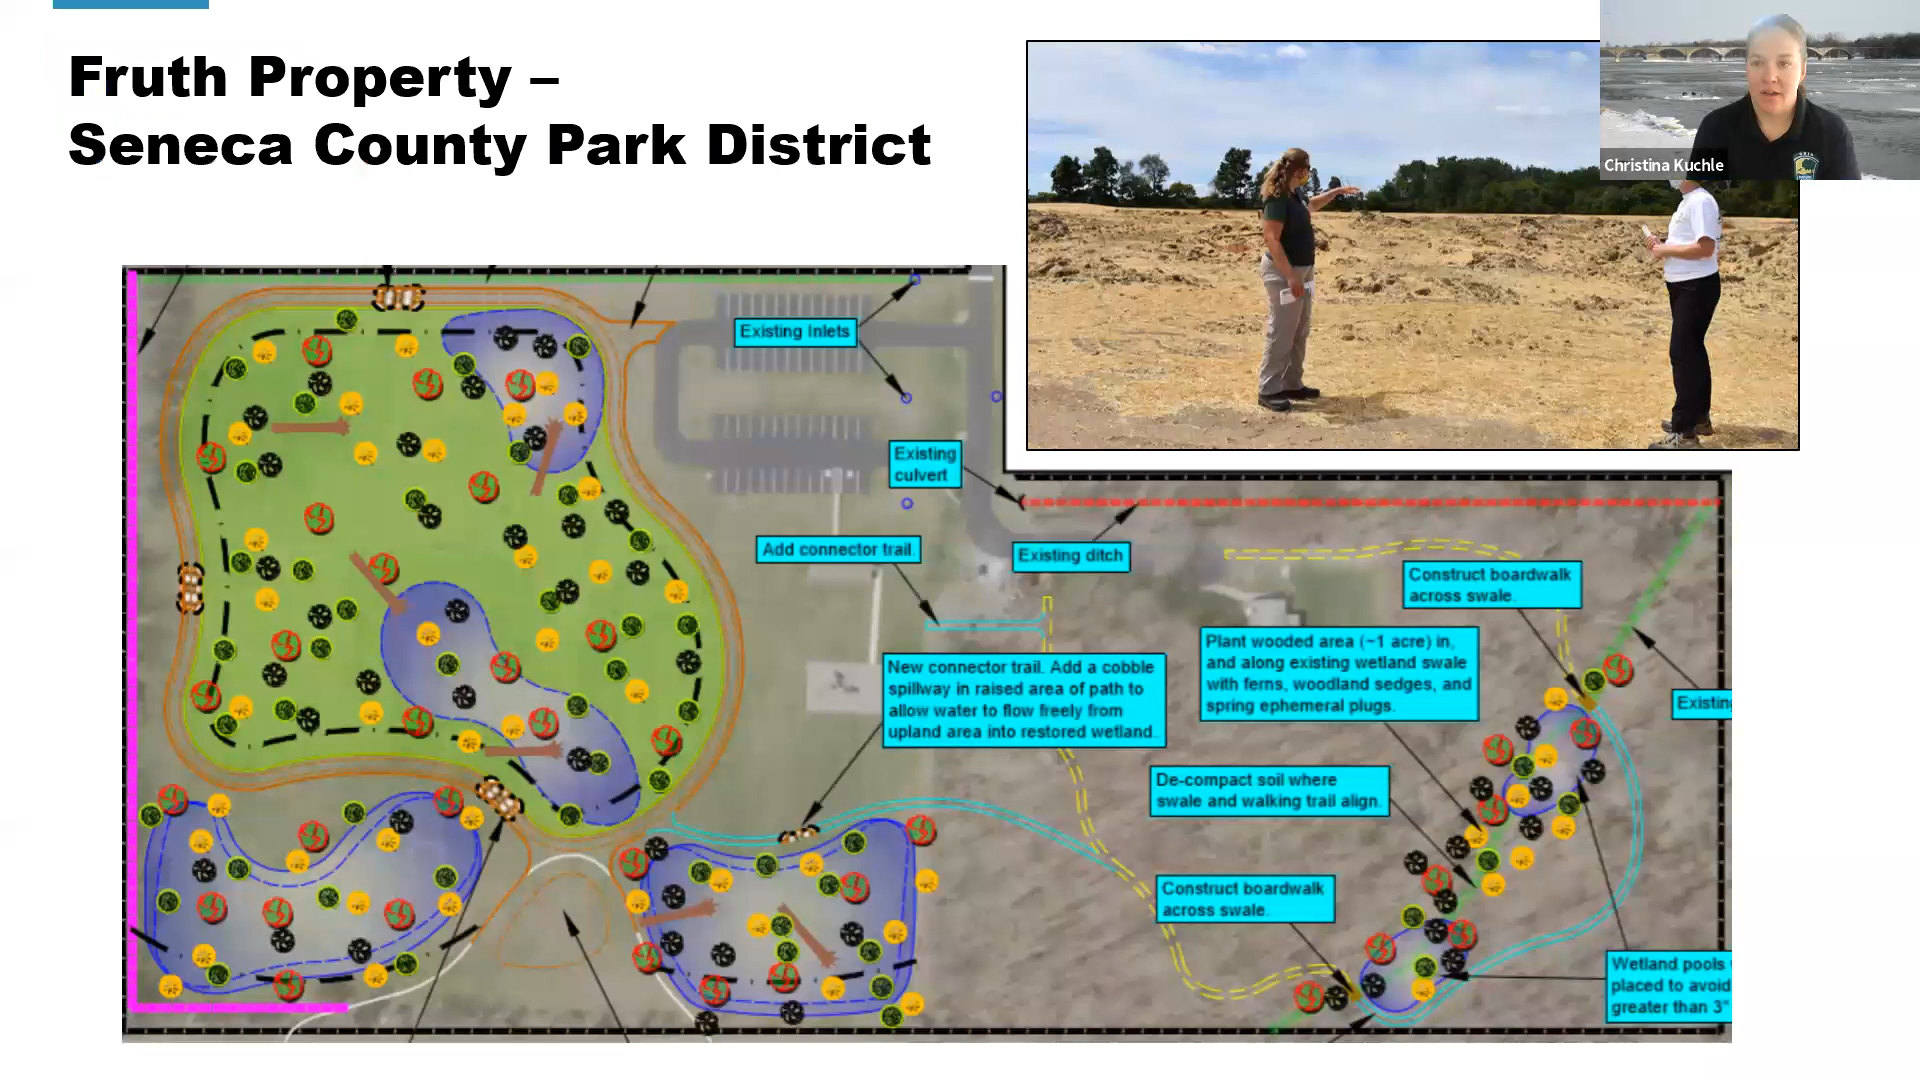 Fruth Property –
Seneca County Park District
Christina Kuchle
Existing Inlets
Existing
culvert
Add connector trail.
Existing ditch
Construct boardwalk
across swale.
New connector trail. Add a cobble
spillway in raised area of path to
allow water to flow freely from
upland area into restored wetland.
Plant wooded area (~1 acre) in,
and along existing wetland swale
with ferns, woodland sedges, and
spring ephemeral plugs.
Existing
De-compact soil where
swale and walking trail align.
Construct boardwalk
across swale.
Wetland pools
placed to avoid
greater than 3"